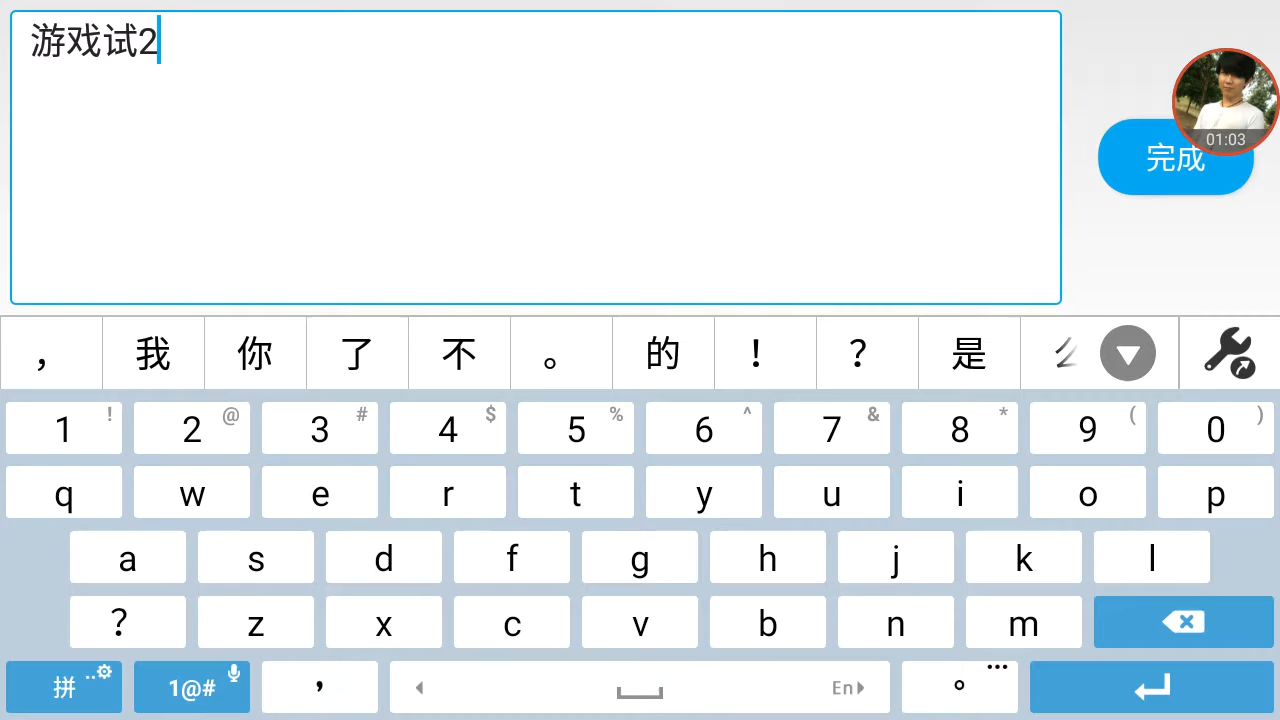 游戏试2
01:03
完成
， 我 你 了 不 。 的 ！ ？ 是
1 ! 2 @ 3 # 4 $ 5 % 6 ^ 7 & 8 * 9 ( 0 )
q w e r t y u i o p
a s d f g h j k l
? z x c v b n m
拼 1@# ， En 。